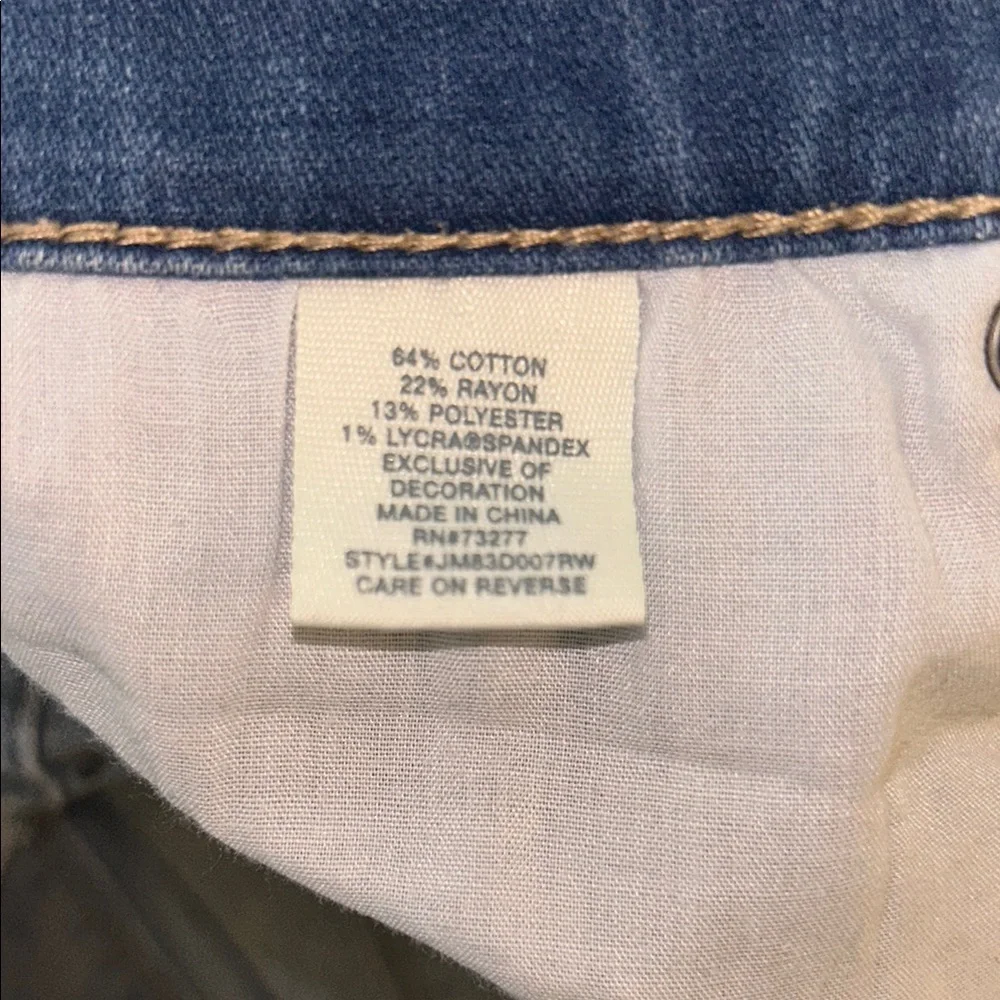 64% COTTON
22% RAYON
13% POLYESTER
1% LYCRA®SPANDEX
EXCLUSIVE OF
DECORATION
MADE IN CHINA
RN#73277
STYLE#JM83D007RW
CARE ON REVERSE